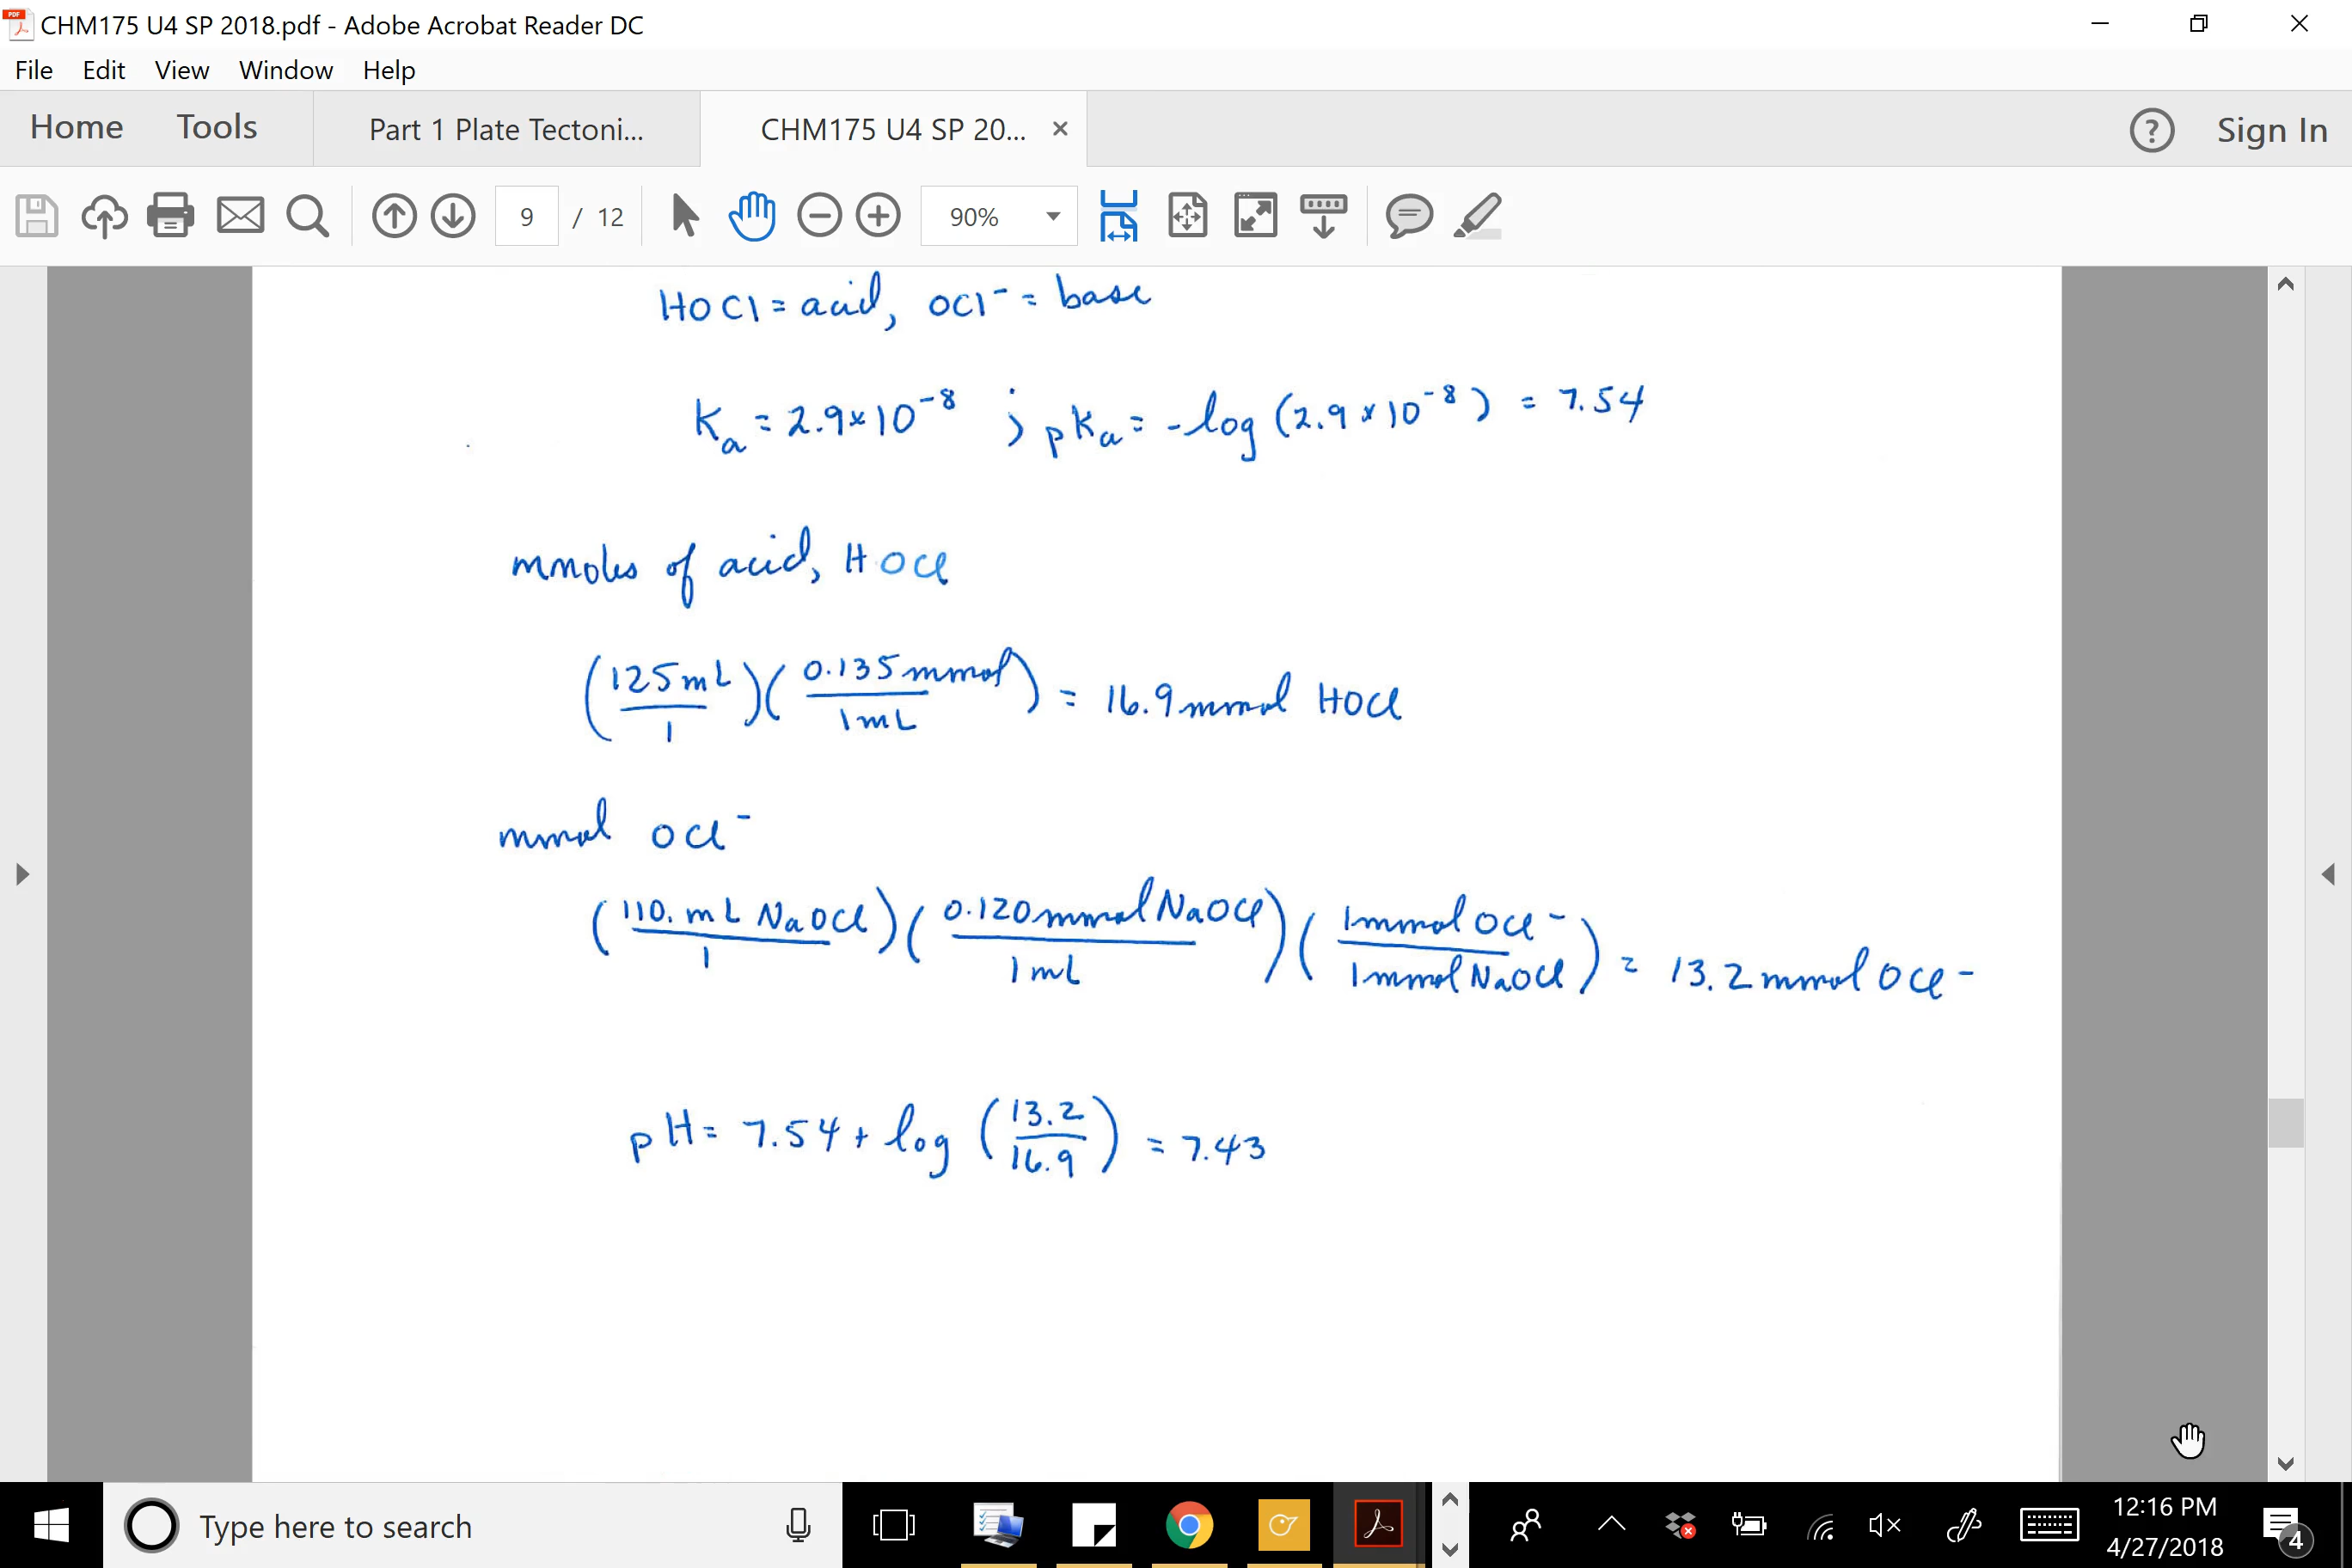 CHM175 U4 SP 2018.pdf - Adobe Acrobat Reader DC
File Edit View Window Help
Home Tools Part 1 Plate Tectoni... CHM175 U4 SP 20... × ? Sign In
9 / 12 90%
HOCl = acid, OCl⁻ = base
Kₐ = 2.9×10⁻⁸ ; pKₐ = -log (2.9×10⁻⁸) = 7.54
mmoles of acid, HOCl
(125 mL / 1)(0.135 mmol / 1 mL) = 16.9 mmol HOCl
mmol OCl⁻
(110. mL NaOCl / 1)(0.120 mmol NaOCl / 1 mL)(1 mmol OCl⁻ / 1 mmol NaOCl) = 13.2 mmol OCl⁻
pH = 7.54 + log (13.2 / 16.9) = 7.43
Type here to search
12:16 PM
4/27/2018
4